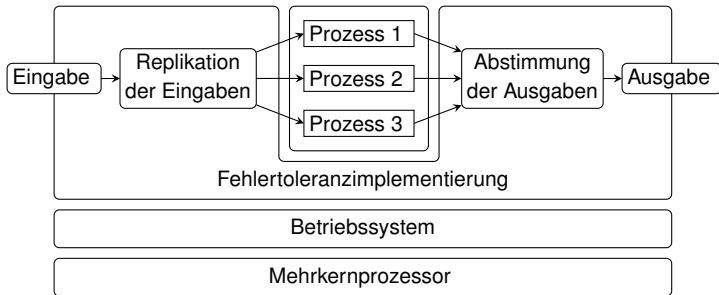 Eingabe
Replikation
der Eingaben
Prozess 1
Prozess 2
Prozess 3
Abstimmung
der Ausgaben
Ausgabe
Fehlertoleranzimplementierung
Betriebssystem
Mehrkernprozessor